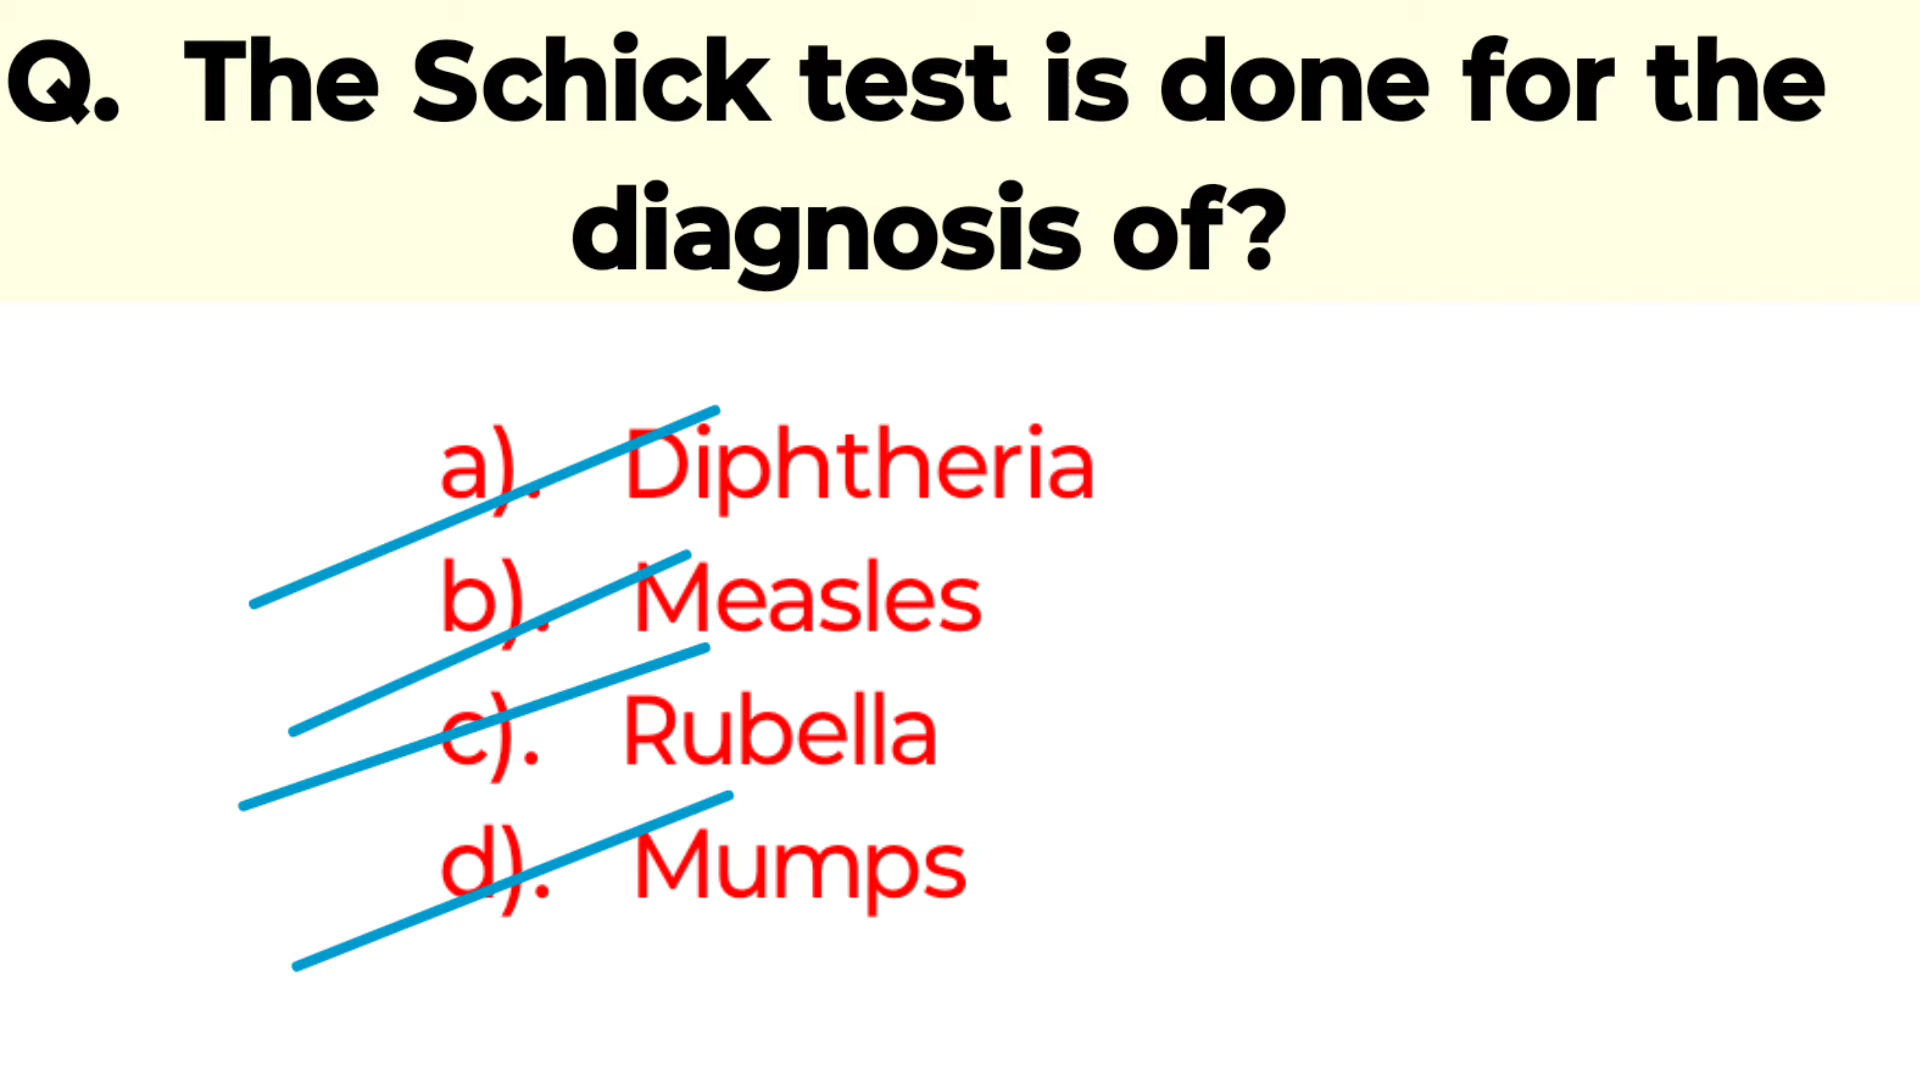 Q. The Schick test is done for the
diagnosis of?
a). Diphtheria
b). Measles
c). Rubella
d). Mumps